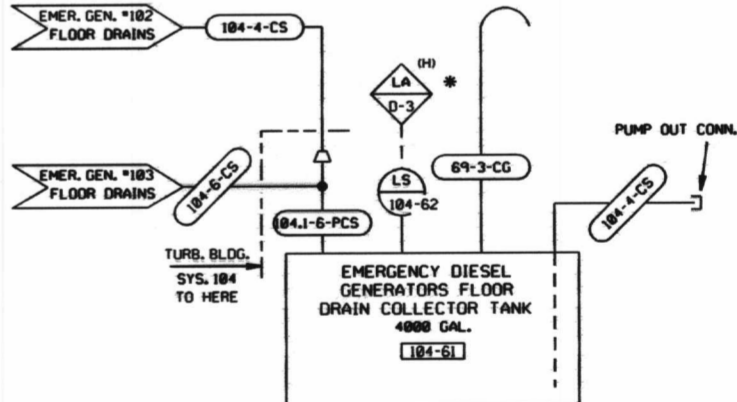 EMER. GEN. #102
FLOOR DRAINS
104-4-CS
(H)
LA
D-3
*
PUMP OUT CONN.
EMER. GEN. #103
FLOOR DRAINS
104-6-CS
LS
104-62
69-3-CG
104-4-CS
104.1-6-PCS
TURB. BLDG.
SYS. 104
TO HERE
EMERGENCY DIESEL
GENERATORS FLOOR
DRAIN COLLECTOR TANK
4000 GAL.
104-61